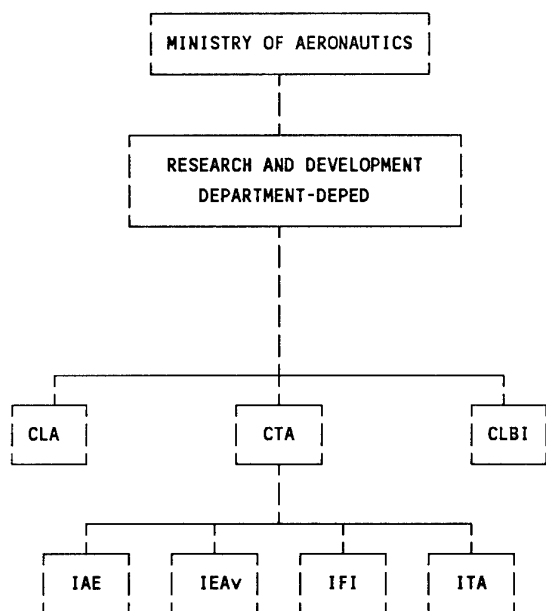 MINISTRY OF AERONAUTICS
RESEARCH AND DEVELOPMENT
DEPARTMENT-DEPED
CLA
CTA
CLBI
IAE
IEAv
IFI
ITA